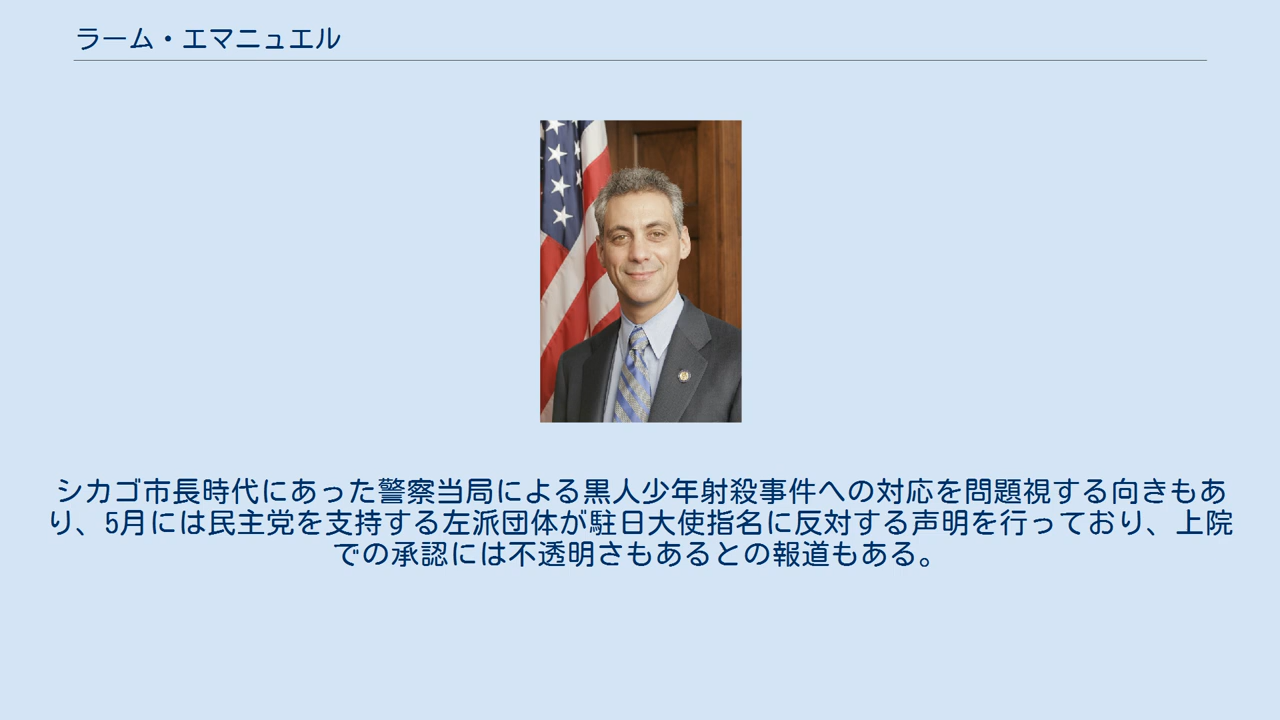 ラーム・エマニュエル
シカゴ市長時代にあった警察当局による黒人少年射殺事件への対応を問題視する向きもあ
り、5月には民主党を支持する左派団体が駐日大使指名に反対する声明を行っており、上院
での承認には不透明さもあるとの報道もある。